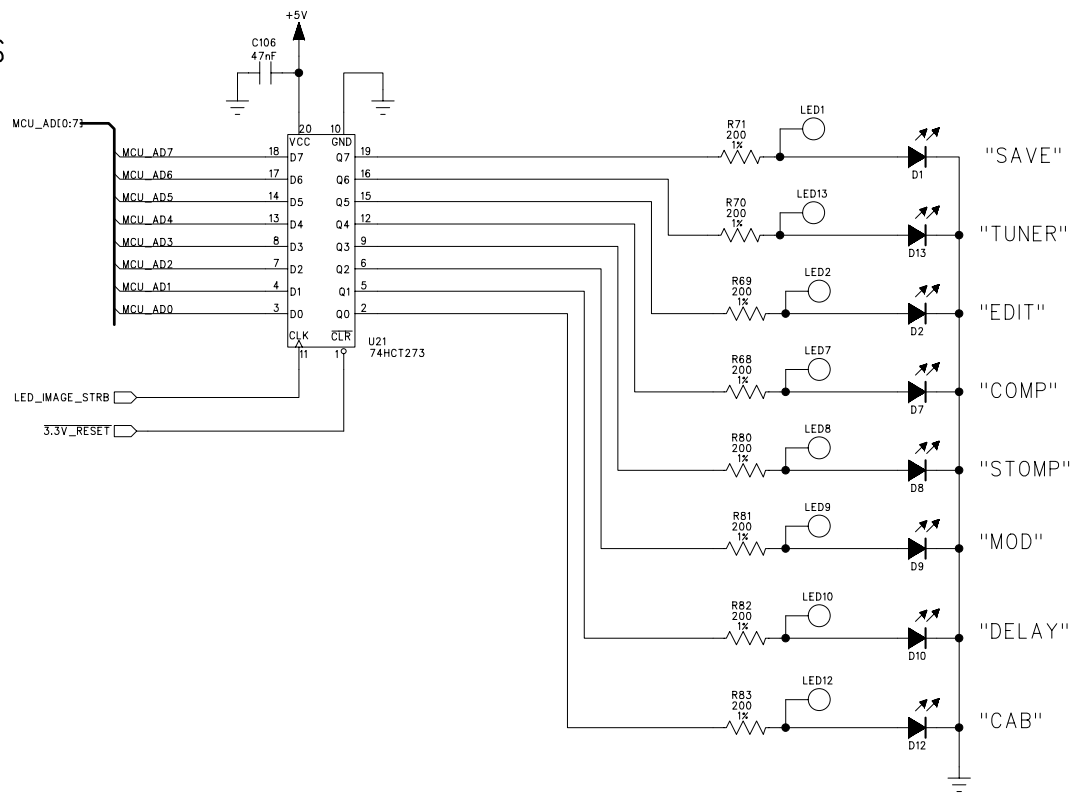 S
+5V
C106
47nF
MCU_AD[0:7]
20
10
VCC
GND
MCU_AD7 18 D7 Q7 19
MCU_AD6 17 D6 Q6 16
MCU_AD5 14 D5 Q5 15
MCU_AD4 13 D4 Q4 12
MCU_AD3 8 D3 Q3 9
MCU_AD2 7 D2 Q2 6
MCU_AD1 4 D1 Q1 5
MCU_AD0 3 D0 Q0 2
CLK
CLR
11
1
U21
74HCT273
LED_IMAGE_STRB
3.3V_RESET
R71
200
1%
LED1
D1
"SAVE"
R70
200
1%
LED13
D13
"TUNER"
R69
200
1%
LED2
D2
"EDIT"
R68
200
1%
LED7
D7
"COMP"
R80
200
1%
LED8
D8
"STOMP"
R81
200
1%
LED9
D9
"MOD"
R82
200
1%
LED10
D10
"DELAY"
R83
200
1%
LED12
D12
"CAB"